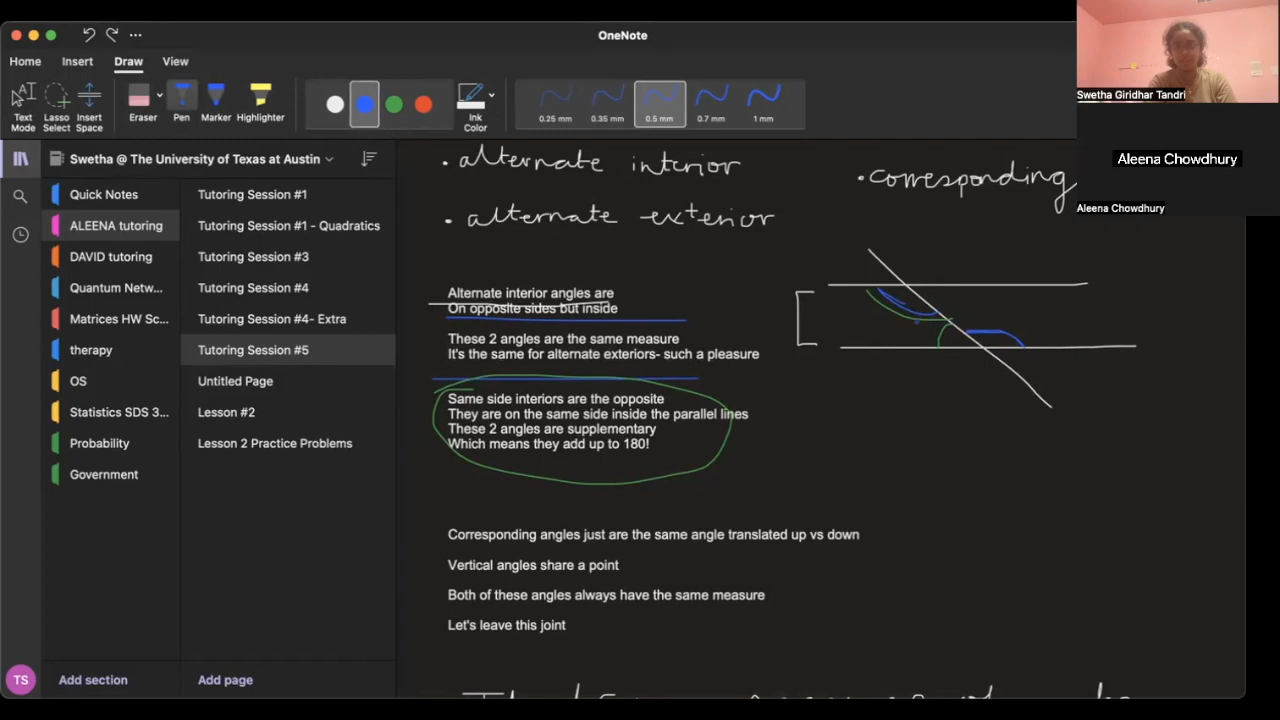 OneNote
Home Insert Draw View
Text Mode
Lasso Select
Insert Space
Eraser
Pen
Marker
Highlighter
Ink Color
0.25 mm
0.35 mm
0.5 mm
0.7 mm
1 mm
Swetha Giridhar Tandri
Aleena Chowdhury
Aleena Chowdhury
Swetha @ The University of Texas at Austin
Quick Notes
ALEENA tutoring
DAVID tutoring
Quantum Netw...
Matrices HW Sc...
therapy
OS
Statistics SDS 3...
Probability
Government
Tutoring Session #1
Tutoring Session #1 - Quadratics
Tutoring Session #3
Tutoring Session #4
Tutoring Session #4- Extra
Tutoring Session #5
Untitled Page
Lesson #2
Lesson 2 Practice Problems
TS
Add section
Add page
• alternate interior
• alternate exterior
• corresponding
Alternate interior angles are
On opposite sides but inside
These 2 angles are the same measure
It's the same for alternate exteriors- such a pleasure
Same side interiors are the opposite
They are on the same side inside the parallel lines
These 2 angles are supplementary
Which means they add up to 180!
Corresponding angles just are the same angle translated up vs down
Vertical angles share a point
Both of these angles always have the same measure
Let's leave this joint